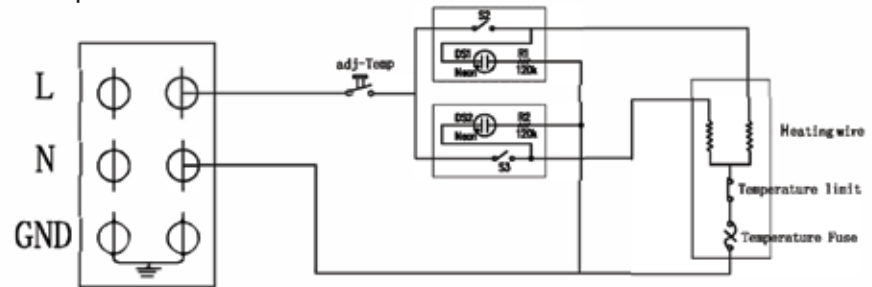 L
N
GND
adj-Temp
S2
DS1
Neon
R1
120k
DS2
Neon
R2
120k
S3
Heating wire
Temperature limit
Temperature Fuse